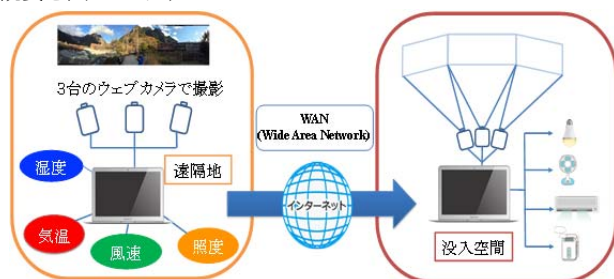 3台のウェブカメラで撮影
WAN
(Wide Area Network)
湿度
遠隔地
インターネット
気温
風速
照度
没入空間